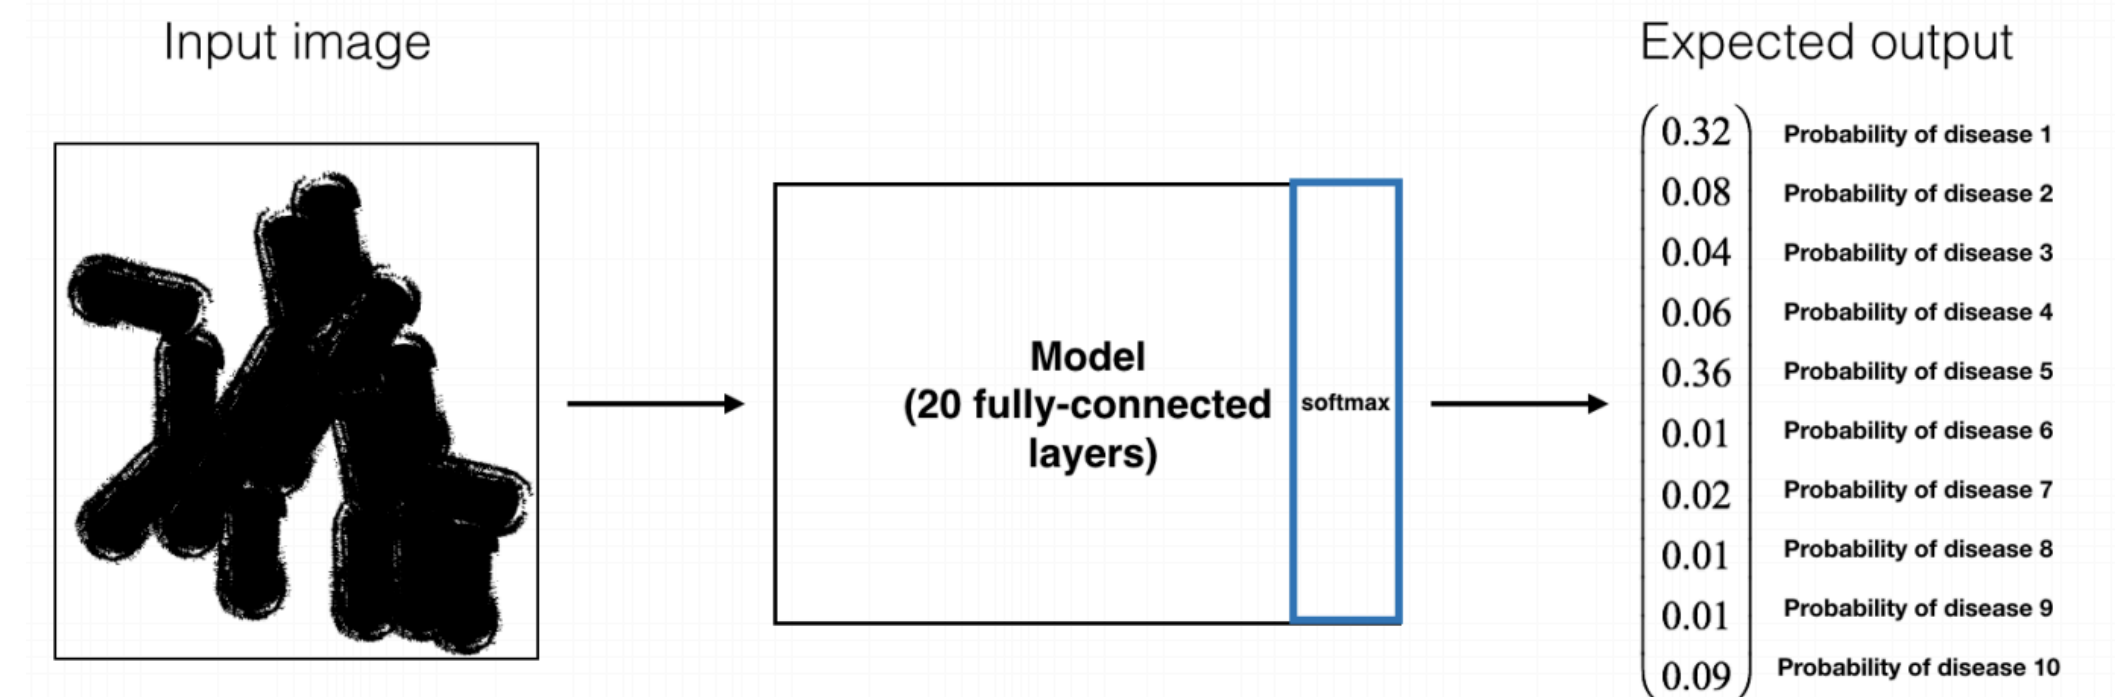 Input image
Expected output
Model
(20 fully-connected
layers)
softmax
0.32 Probability of disease 1
0.08 Probability of disease 2
0.04 Probability of disease 3
0.06 Probability of disease 4
0.36 Probability of disease 5
0.01 Probability of disease 6
0.02 Probability of disease 7
0.01 Probability of disease 8
0.01 Probability of disease 9
0.09 Probability of disease 10